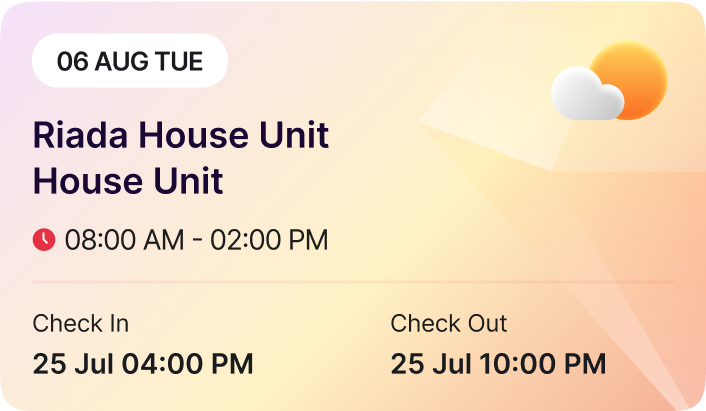 06 AUG TUE
Riada House Unit
House Unit
08:00 AM - 02:00 PM
Check In
Check Out
25 Jul 04:00 PM
25 Jul 10:00 PM